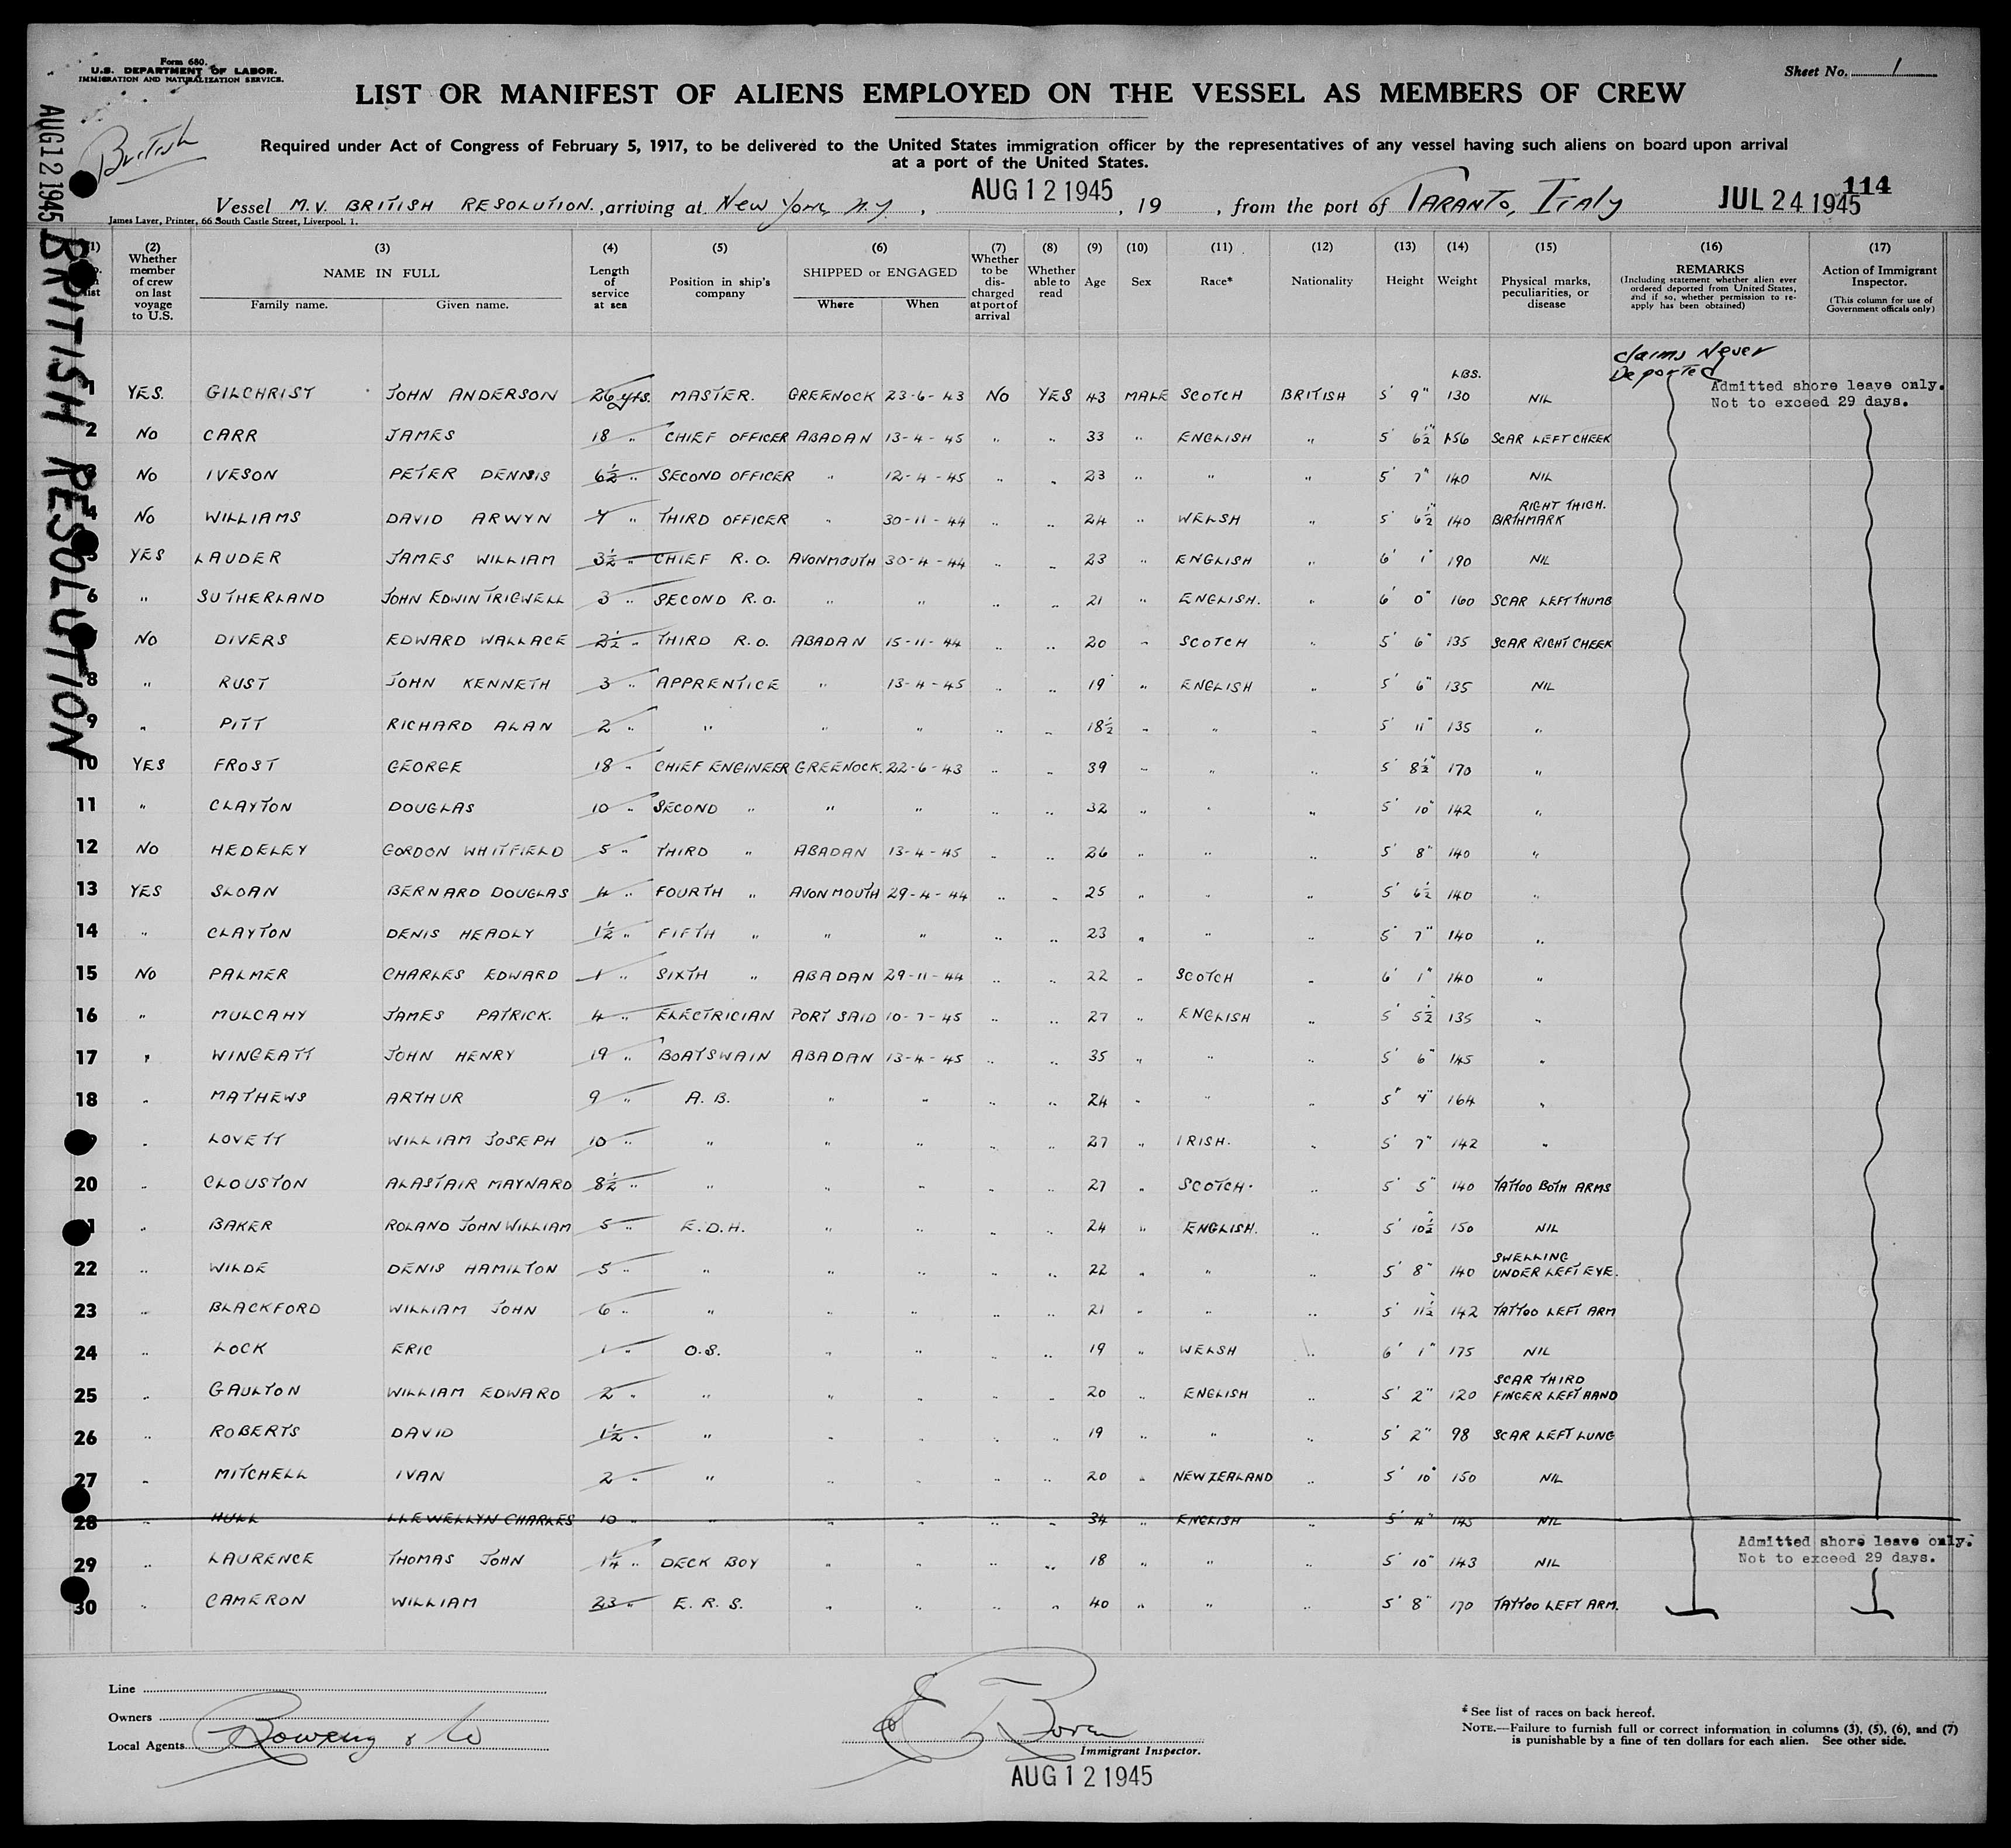 Form 680.
U.S. DEPARTMENT OF LABOR.
IMMIGRATION AND NATURALIZATION SERVICE.
Sheet No. 1
LIST OR MANIFEST OF ALIENS EMPLOYED ON THE VESSEL AS MEMBERS OF CREW
British
AUG 12 1945
BRITISH RESOLUTION
Required under Act of Congress of February 5, 1917, to be delivered to the United States immigration officer by the representatives of any vessel having such aliens on board upon arrival
at a port of the United States.
Vessel M.V. BRITISH RESOLUTION. , arriving at New York, N.Y. , AUG 12 1945 , 19 , from the port of TARANTO, ITALY JUL 24 1945 114
James Laver, Printer, 66 South Castle Street, Liverpool. 1.
(1) (2) (3) (4) (5) (6) (7) (8) (9) (10) (11) (12) (13) (14) (15) (16) (17)
Whether member of crew on last voyage to U.S. NAME IN FULL Family name. Given name. Length of service at sea Position in ship's company SHIPPED or ENGAGED Where When Whether to be discharged at port of arrival Whether able to read Age Sex Race* Nationality Height Weight Physical marks, peculiarities, or disease REMARKS (Including statement whether alien ever ordered deported from United States, and if so, whether permission to re-apply has been obtained) Action of Immigrant Inspector. (This column for use of Government officals only)
claims Never Deported
LBS.
1 YES. GILCHRIST JOHN ANDERSON 26 yrs. MASTER. GREENOCK 23-6-43 NO YES 43 MALE SCOTCH BRITISH 5' 9" 130 NIL Admitted shore leave only. Not to exceed 29 days.
2 NO CARR JAMES 18 " CHIEF OFFICER ABADAN 13-4-45 " " 33 " ENGLISH " 5' 6½" 156 SCAR LEFT CHEEK
3 NO IVESON PETER DENNIS 6½ " SECOND OFFICER " 12-4-45 " " 23 " " " 5' 7" 140 NIL
4 NO WILLIAMS DAVID ARWYN 7 " THIRD OFFICER " 30-11-44 " " 24 " WELSH " 5' 6½" 140 RIGHT THIGH. BIRTHMARK
5 YES LAUDER JAMES WILLIAM 3½ " CHIEF R.O. AVONMOUTH 30-4-44 " " 23 " ENGLISH " 6' 1" 190 NIL
6 " SUTHERLAND JOHN EDWIN TRIGWELL 3 " SECOND R.O. " " " " 21 " ENGLISH. " 6' 0" 160 SCAR LEFT THUMB
7 NO DIVERS EDWARD WALLACE 2½ " THIRD R.O. ABADAN 15-11-44 " " 20 " SCOTCH " 5' 6" 135 SCAR RIGHT CHEEK
8 " RUST JOHN KENNETH 3 " APPRENTICE " 13-4-45 " " 19 " ENGLISH " 5' 6" 135 NIL
9 " PITT RICHARD ALAN 2 " " " " " " 18½ " " " 5' 11" 135 "
10 YES FROST GEORGE 18 " CHIEF ENGINEER GREENOCK. 22-6-43 " " 39 " " " 5' 8½" 170 "
11 " CLAYTON DOUGLAS 10 " SECOND " " " " " 32 " " " 5' 10" 142 "
12 NO HEDELEY GORDON WHITFIELD 5 " THIRD " ABADAN 13-4-45 " " 26 " " " 5' 8" 140 "
13 YES SLOAN BERNARD DOUGLAS 4 " FOURTH " AVONMOUTH 29-4-44 " " 25 " " " 5' 6½ 140 "
14 " CLAYTON DENIS HEADLY 1½ " FIFTH " " " " " 23 " " " 5' 7" 140 "
15 NO PALMER CHARLES EDWARD 1 " SIXTH " ABADAN 29-11-44 " " 22 " SCOTCH " 6' 1" 140 "
16 " MULCAHY JAMES PATRICK. 4 " ELECTRICIAN PORT SAID 10-7-45 " " 27 " ENGLISH " 5' 5½" 135 "
17 " WINGEATT JOHN HENRY 19 " BOATSWAIN ABADAN 13-4-45 " " 35 " " " 5' 6" 145 "
18 " MATHEWS ARTHUR 9 " A.B. " " " " 24 " " " 5' 4" 164 "
LOVETT WILLIAM JOSEPH 10 " " " " " " 27 " IRISH. " 5' 7" 142 "
20 " CLOUSTON ALASTAIR MAYNARD 8½ " " " " " " 27 " SCOTCH. " 5' 5" 140 TATTOO BOTH ARMS
1 " BAKER ROLAND JOHN WILLIAM 5 " E.D.H. " " " " 24 " ENGLISH. " 5' 10½" 150 NIL
22 " WILDE DENIS HAMILTON 5 " " " " " " 22 " " " 5' 8" 140 SWELLING UNDER LEFT EYE.
23 " BLACKFORD WILLIAM JOHN 6 " " " " " " 21 " " " 5' 11½" 142 TATTOO LEFT ARM
24 " LOCK ERIC 1 " O.S. " " " " 19 " WELSH " 6' 1" 175 NIL
25 " GAULTON WILLIAM EDWARD 2 " " " " " " 20 " ENGLISH " 5' 2" 120 SCAR THIRD FINGER LEFT HAND
26 " ROBERTS DAVID 1½ " " " " " " 19 " " " 5' 2" 98 SCAR LEFT LUNG
27 " MITCHELL IVAN 2 " " " " " " 20 " NEW ZEALAND " 5' 10" 150 NIL
28 " HULL LLEWELLYN CHARLES 10 " " " " " " 34 " ENGLISH " 5' 4" 145 NIL
29 " LAURENCE THOMAS JOHN 1¼ " DECK BOY " " " " 18 " " " 5' 10" 143 NIL Admitted shore leave only. Not to exceed 29 days.
30 " CAMERON WILLIAM 23 " E.R.S. " " " " 40 " " " 5' 8" 170 TATTOO LEFT ARM.
Line
Owners
Local Agents & Co
Immigrant Inspector.
AUG 12 1945
* See list of races on back hereof.
NOTE.—Failure to furnish full or correct information in columns (3), (5), (6), and (7)
is punishable by a fine of ten dollars for each alien. See other side.